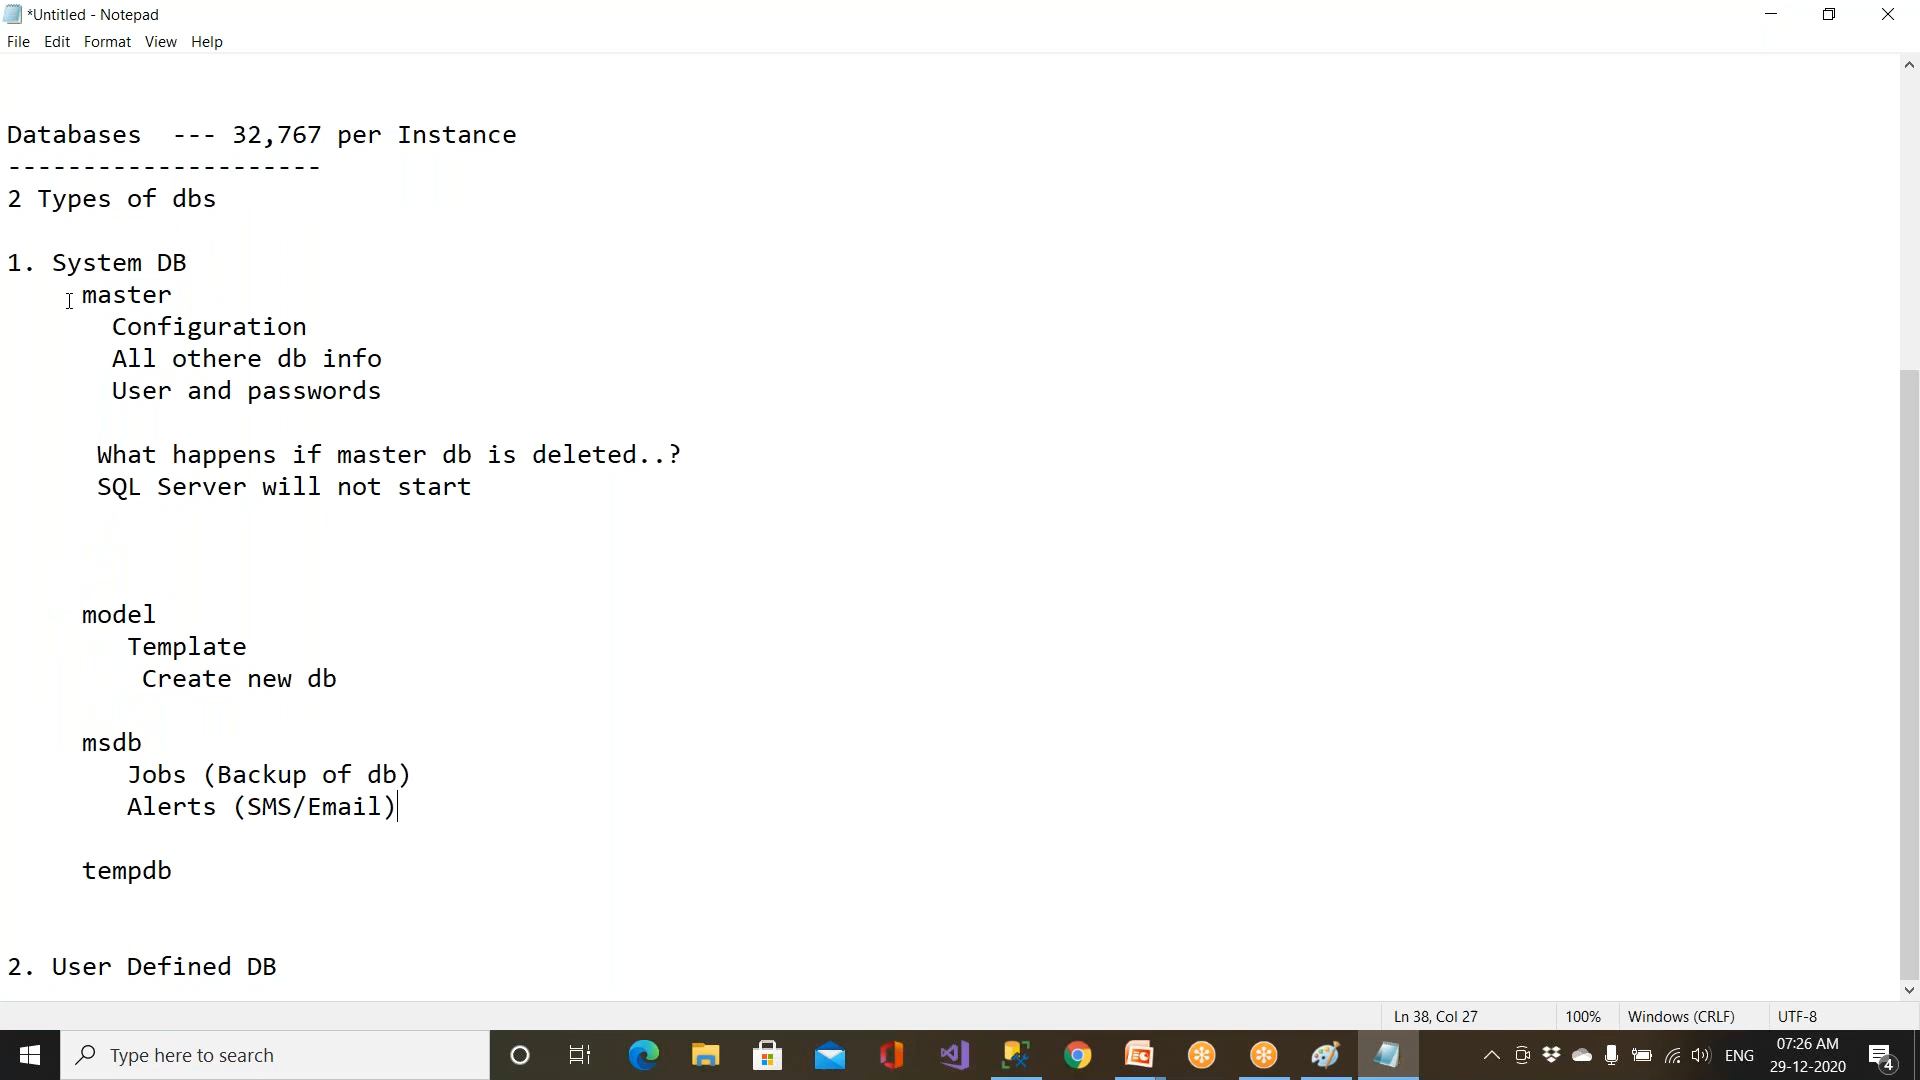 *Untitled - Notepad
File Edit Format View Help
Databases  --- 32,767 per Instance
---------------------
2 Types of dbs
1. System DB
master
Configuration
All othere db info
User and passwords
What happens if master db is deleted..?
SQL Server will not start
model
Template
Create new db
msdb
Jobs (Backup of db)
Alerts (SMS/Email)
tempdb
2. User Defined DB
Ln 38, Col 27 100% Windows (CRLF) UTF-8
Type here to search
ENG
07:26 AM
29-12-2020
4